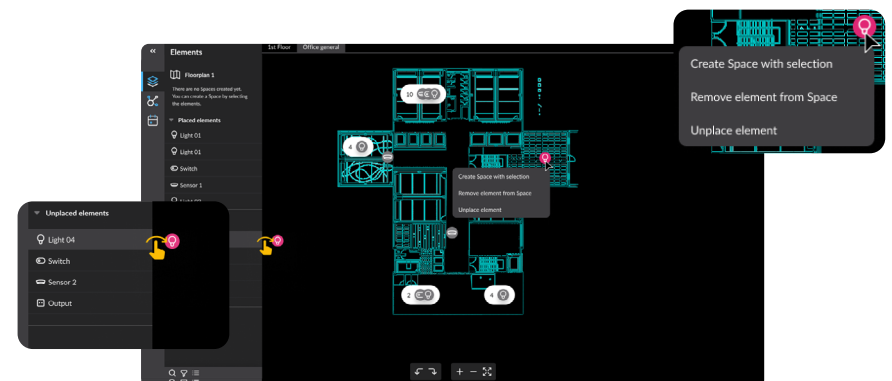 Elements
1st Floor
Office general
Floorplan 1
There are no Spaces created yet.
You can create a Space by selecting
the elements.
Placed elements
Light 01
Light 01
Switch
Sensor 1
10
4
2
4
Create Space with selection
Remove element from Space
Unplace element
Create Space with selection
Remove element from Space
Unplace element
Unplaced elements
Light 04
Switch
Sensor 2
Output